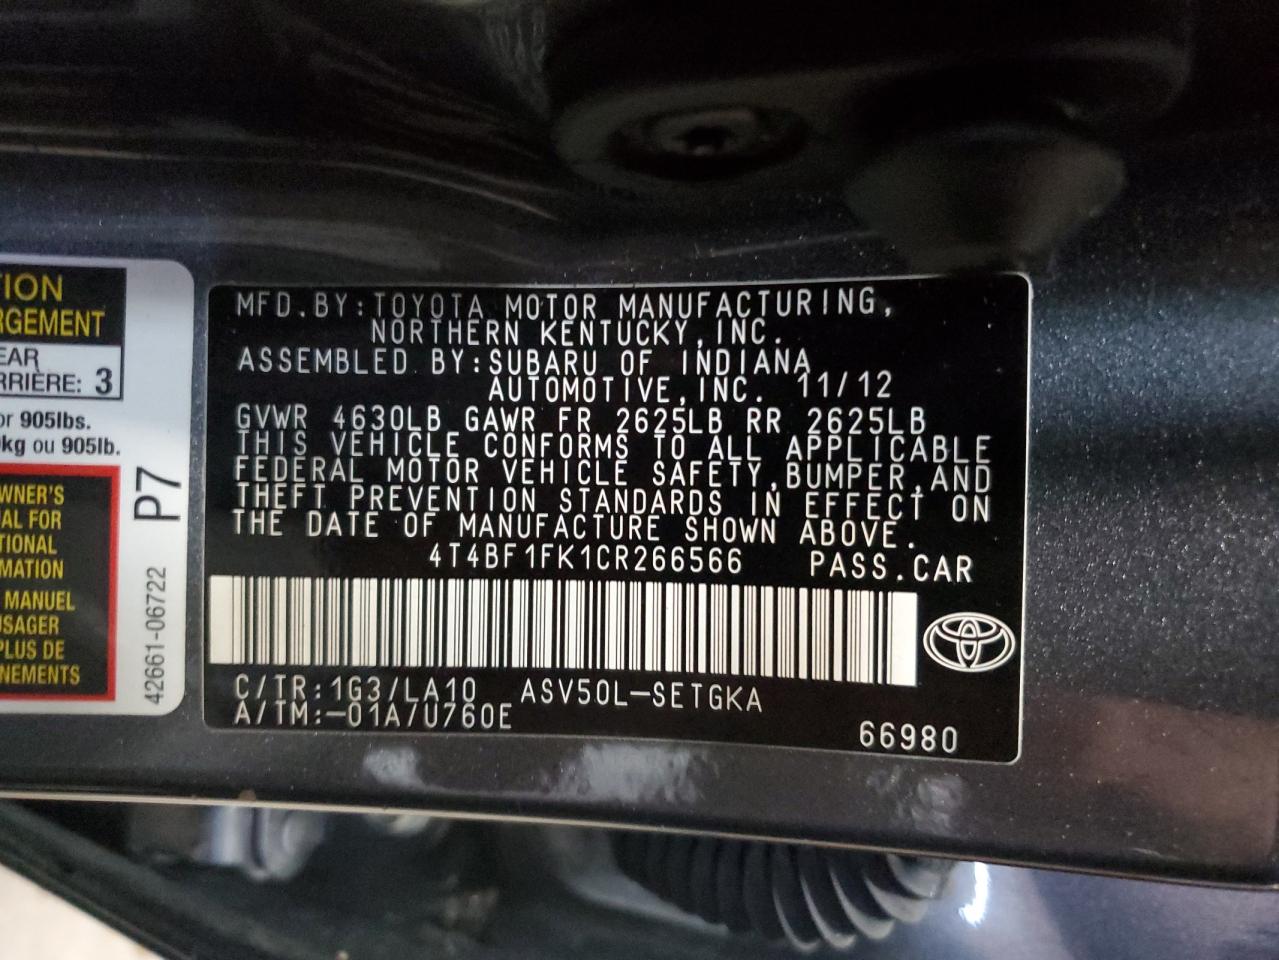 TION
RGEMENT
EAR
RRIÈRE: 3
or 905lbs.
0kg ou 905lb.
WNER'S
UAL FOR
TIONAL
MATION
MANUEL
USAGER
PLUS DE
NEMENTS
P7
42661-06722
MFD.BY:TOYOTA MOTOR MANUFACTURING,
NORTHERN KENTUCKY,INC.
ASSEMBLED BY:SUBARU OF INDIANA
AUTOMOTIVE,INC. 11/12
GVWR 4630LB GAWR FR 2625LB RR 2625LB
THIS VEHICLE CONFORMS TO ALL APPLICABLE
FEDERAL MOTOR VEHICLE SAFETY,BUMPER,AND
THEFT PREVENTION STANDARDS IN EFFECT ON
THE DATE OF MANUFACTURE SHOWN ABOVE.
4T4BF1FK1CR266566 PASS.CAR
C/TR:1G3/LA10 ASV50L-SETGKA
A/TM:-01A/U760E
66980